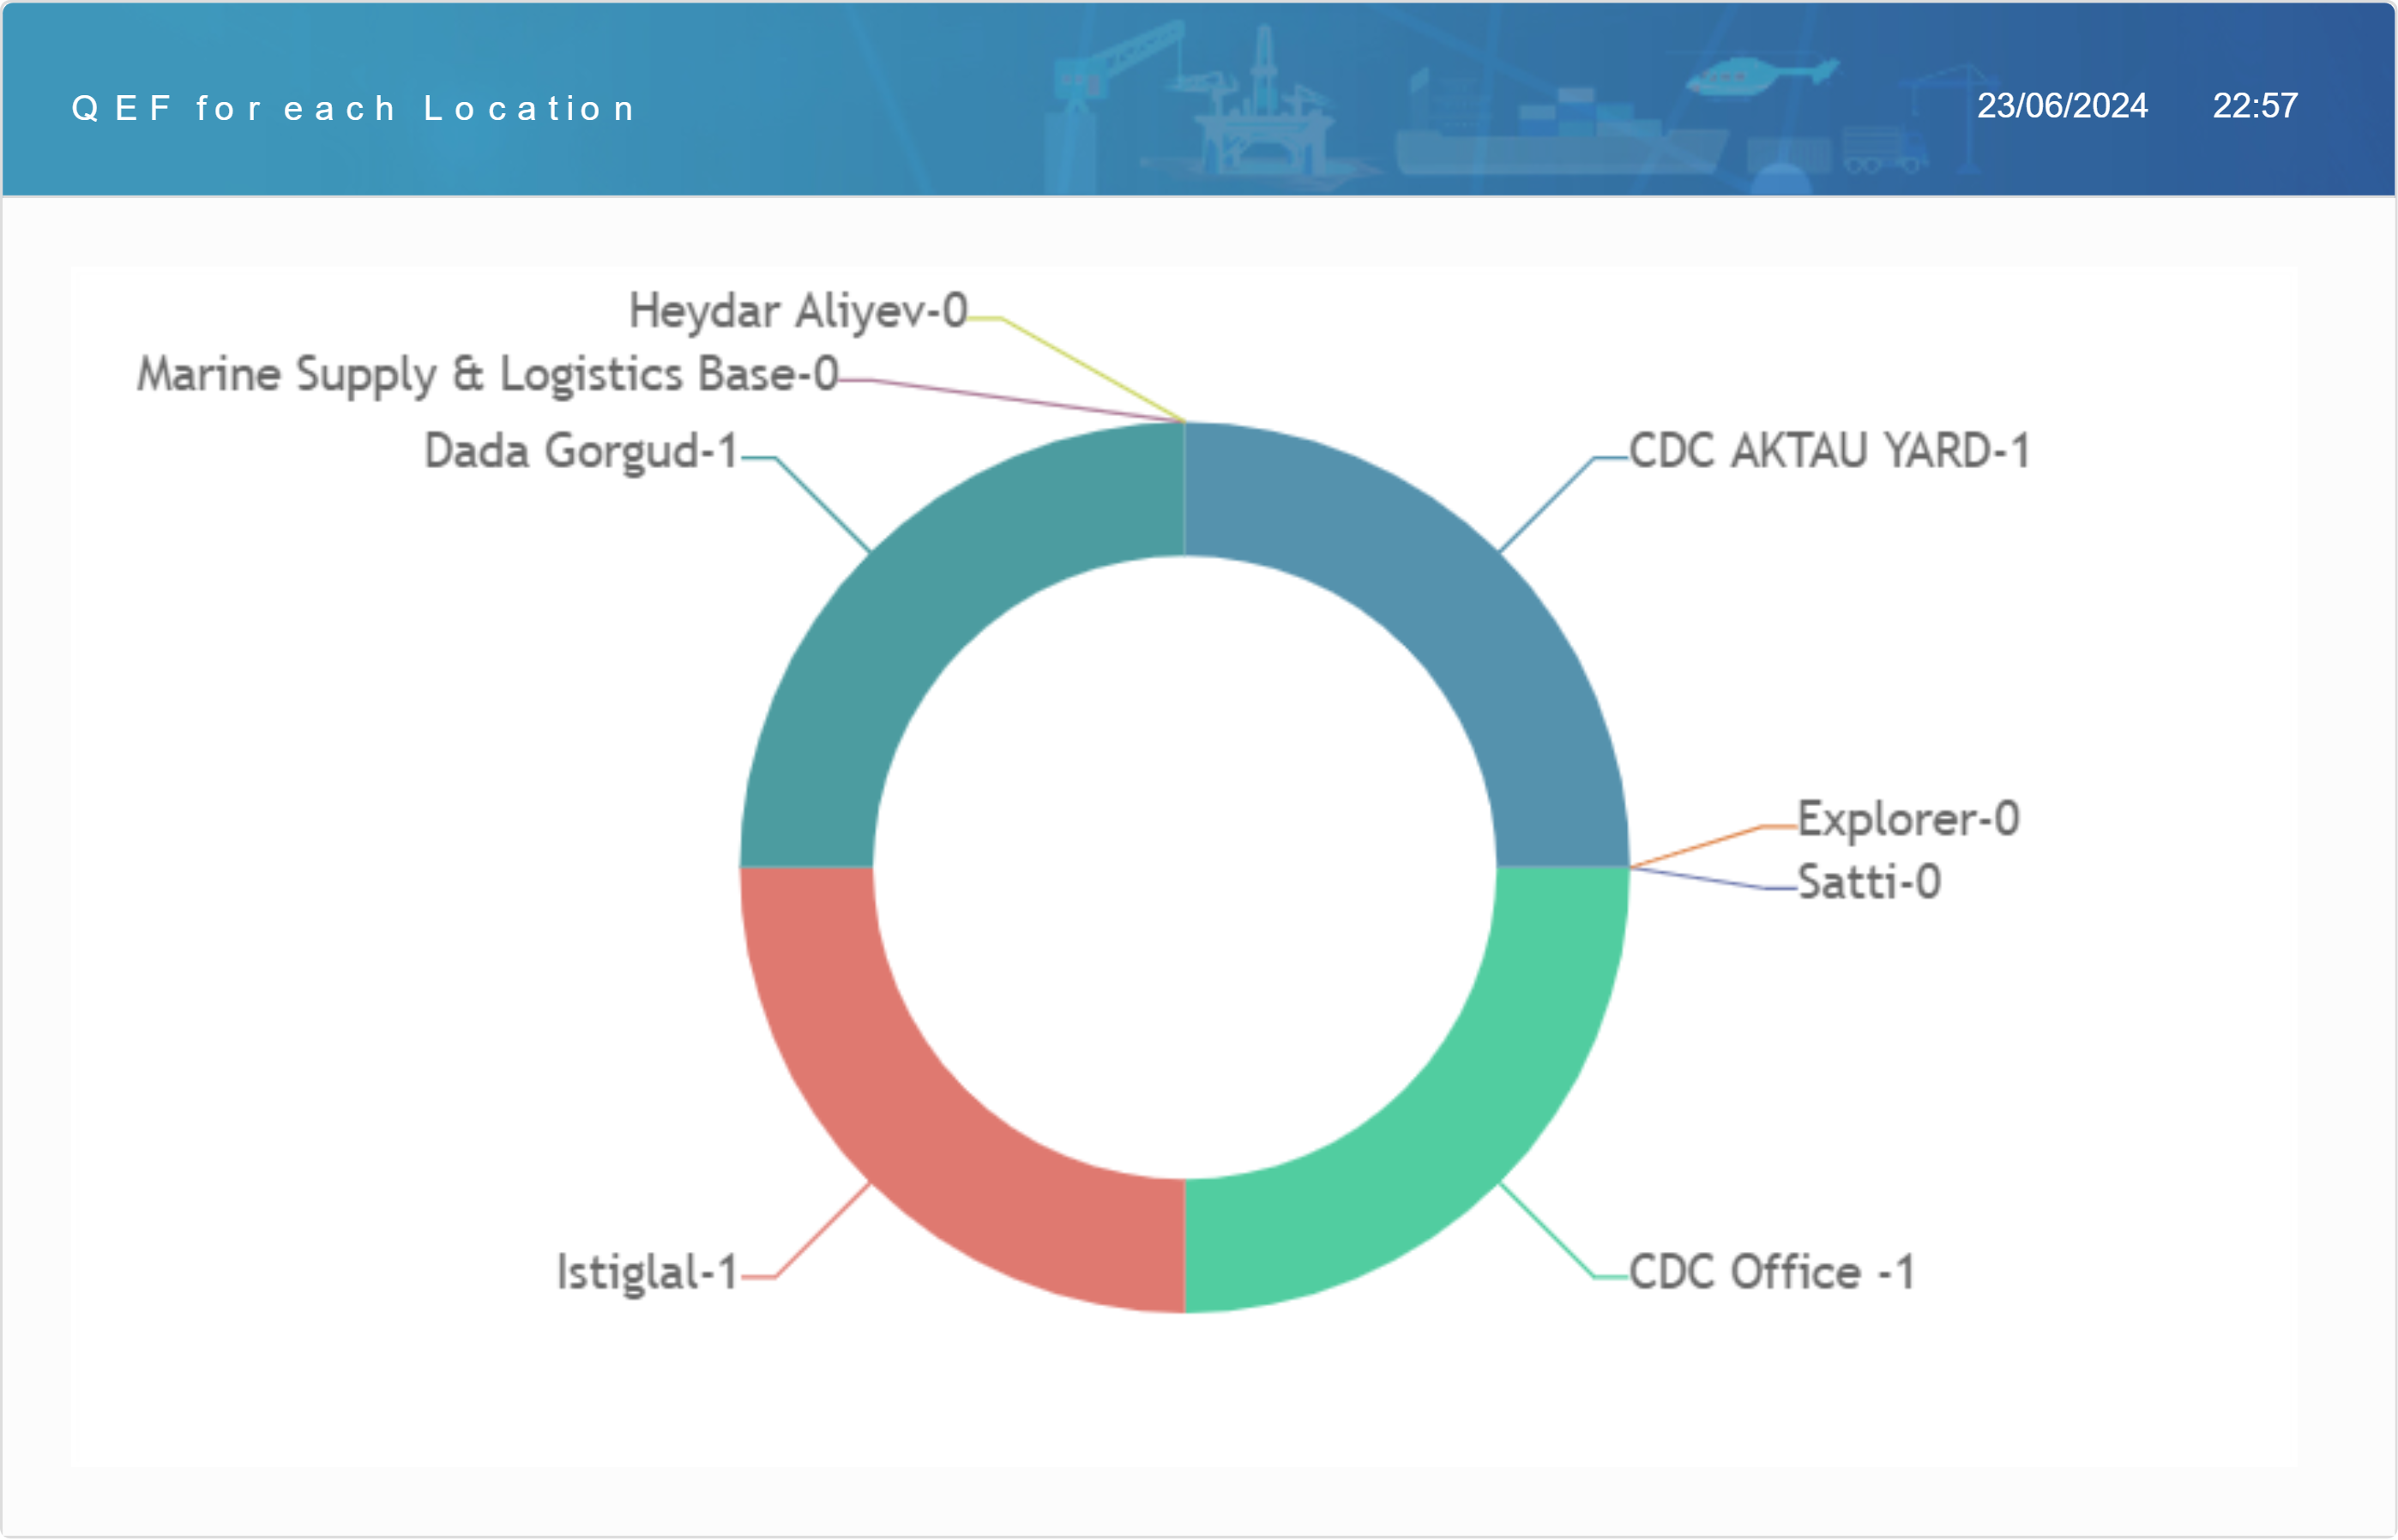 QEF for each Location
23/06/2024 22:57
Heydar Aliyev-0
Marine Supply & Logistics Base-0
Dada Gorgud-1
CDC AKTAU YARD-1
Explorer-0
Satti-0
Istiglal-1
CDC Office -1